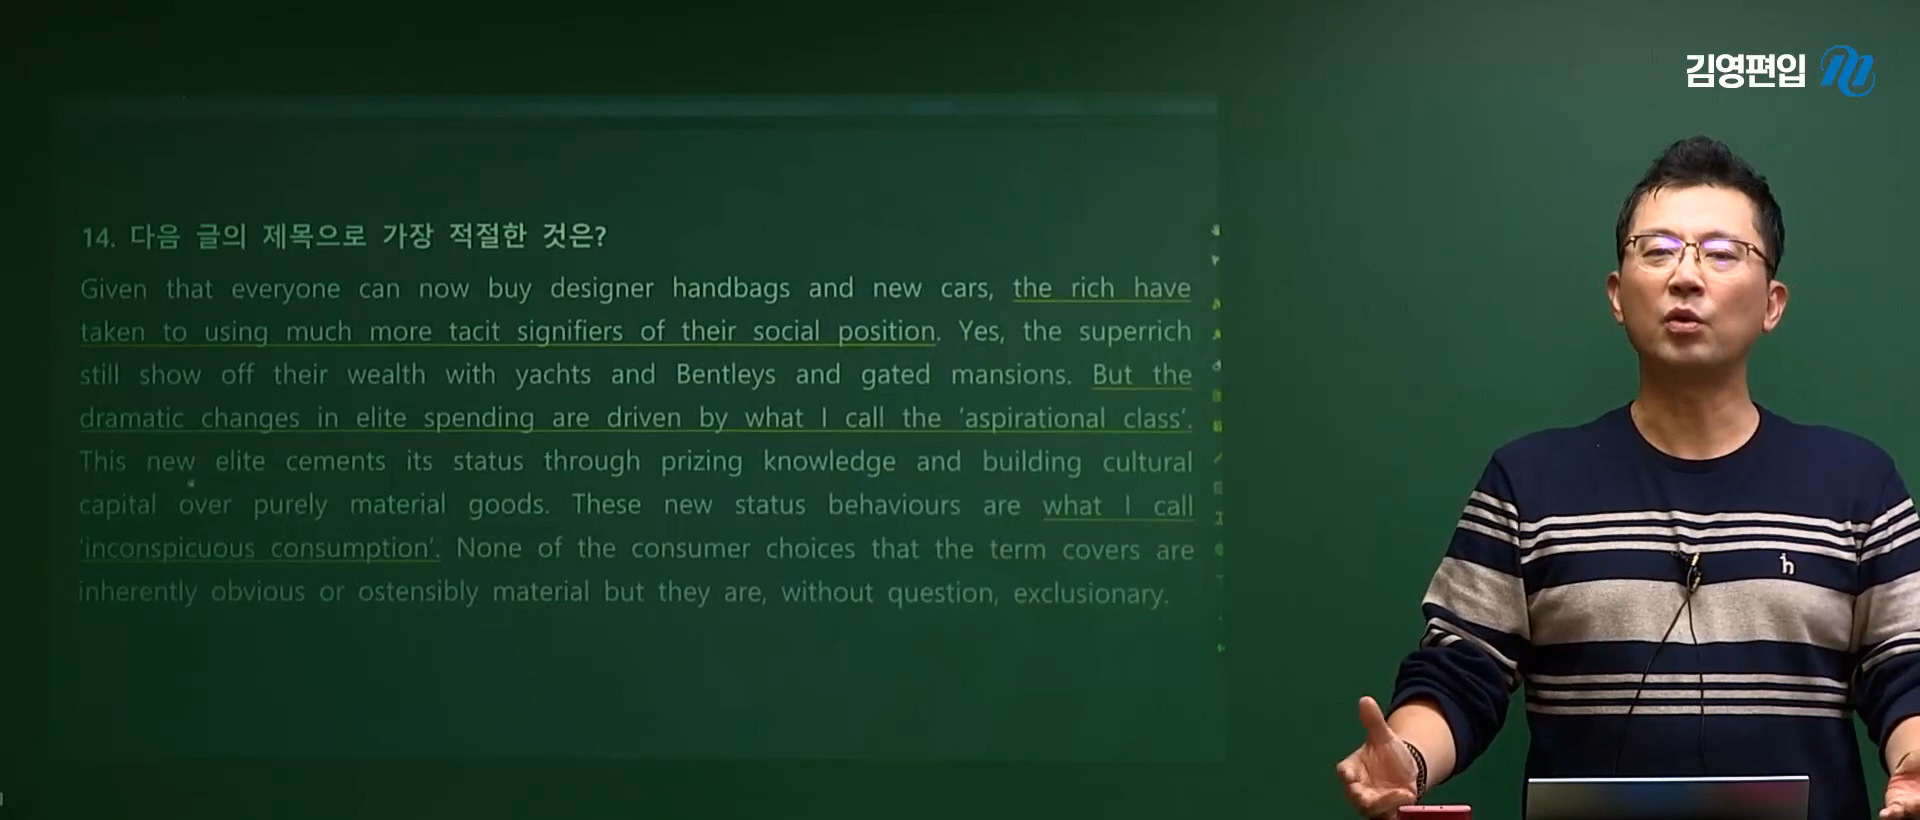 김영편입
14. 다음 글의 제목으로 가장 적절한 것은?
Given that everyone can now buy designer handbags and new cars, the rich have
taken to using much more tacit signifiers of their social position. Yes, the superrich
still show off their wealth with yachts and Bentleys and gated mansions. But the
dramatic changes in elite spending are driven by what I call the ‘aspirational class’.
This new elite cements its status through prizing knowledge and building cultural
capital over purely material goods. These new status behaviours are what I call
‘inconspicuous consumption’. None of the consumer choices that the term covers are
inherently obvious or ostensibly material but they are, without question, exclusionary.
h